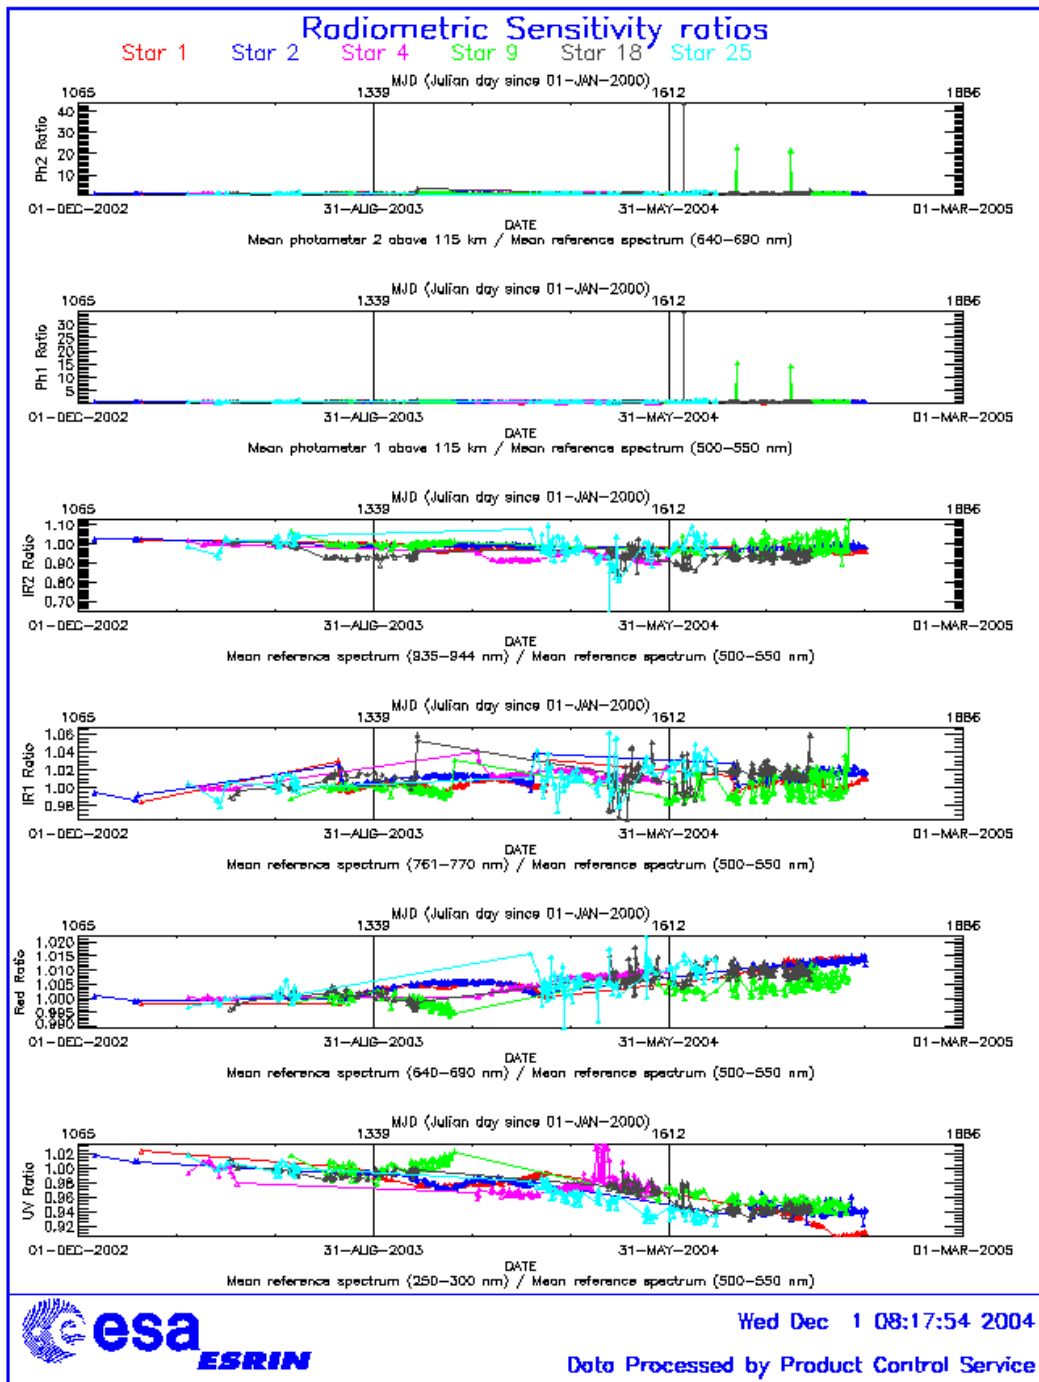 Radiometric Sensitivity ratios
Star 1 Star 2 Star 4 Star 9 Star 18 Star 25
MJD (Julian day since 01-JAN-2000)
1065 1339 1612 1886
Ph2 Ratio
40
30
20
10
01-DEC-2002 31-AUG-2003 31-MAY-2004 01-MAR-2005
DATE
Mean photometer 2 above 115 km / Mean reference spectrum (640-690 nm)
MJD (Julian day since 01-JAN-2000)
1065 1339 1612 1886
Ph1 Ratio
30
25
20
15
10
5
01-DEC-2002 31-AUG-2003 31-MAY-2004 01-MAR-2005
DATE
Mean photometer 1 above 115 km / Mean reference spectrum (500-550 nm)
MJD (Julian day since 01-JAN-2000)
1065 1339 1612 1886
IR2 Ratio
1.10
1.00
0.90
0.80
0.70
01-DEC-2002 31-AUG-2003 31-MAY-2004 01-MAR-2005
DATE
Mean reference spectrum (935-944 nm) / Mean reference spectrum (500-550 nm)
MJD (Julian day since 01-JAN-2000)
1065 1339 1612 1886
IR1 Ratio
1.06
1.04
1.02
1.00
0.98
01-DEC-2002 31-AUG-2003 31-MAY-2004 01-MAR-2005
DATE
Mean reference spectrum (761-770 nm) / Mean reference spectrum (500-550 nm)
MJD (Julian day since 01-JAN-2000)
1065 1339 1612 1886
Red Ratio
1.020
1.015
1.010
1.005
1.000
0.995
0.990
01-DEC-2002 31-AUG-2003 31-MAY-2004 01-MAR-2005
DATE
Mean reference spectrum (640-690 nm) / Mean reference spectrum (500-550 nm)
MJD (Julian day since 01-JAN-2000)
1065 1339 1612 1886
UV Ratio
1.02
1.00
0.98
0.96
0.94
0.92
01-DEC-2002 31-AUG-2003 31-MAY-2004 01-MAR-2005
DATE
Mean reference spectrum (250-300 nm) / Mean reference spectrum (500-550 nm)
esa
ESRIN
Wed Dec 1 08:17:54 2004
Data Processed by Product Control Service